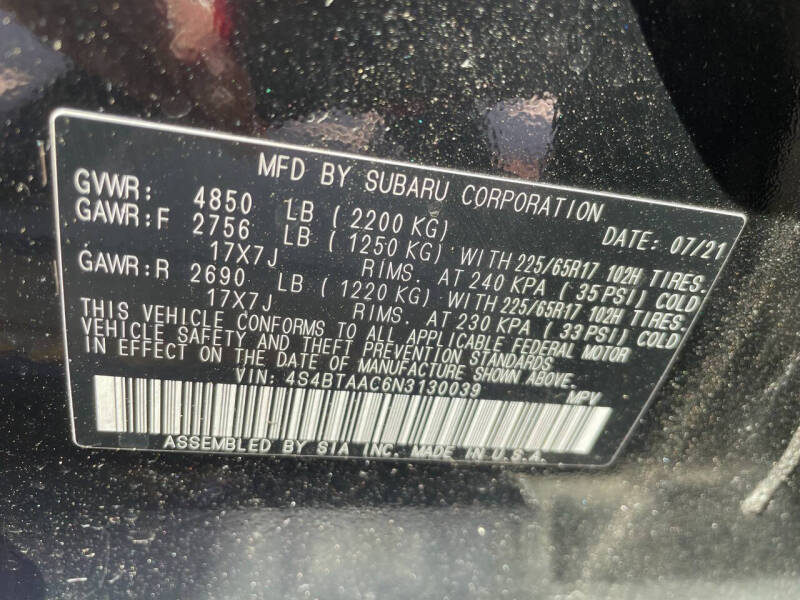 MFD BY SUBARU CORPORATION
GVWR: 4850 LB ( 2200 KG) DATE: 07/21
GAWR:F 2756 LB ( 1250 KG) WITH 225/65R17 102H TIRES.
17X7J RIMS. AT 240 KPA ( 35 PSI) COLD
GAWR:R 2690 LB ( 1220 KG) WITH 225/65R17 102H TIRES.
17X7J RIMS. AT 230 KPA ( 33 PSI) COLD
THIS VEHICLE CONFORMS TO ALL APPLICABLE FEDERAL MOTOR
VEHICLE SAFETY AND THEFT PREVENTION STANDARDS
IN EFFECT ON THE DATE OF MANUFACTURE SHOWN ABOVE.
VIN: 4S4BTAAC6N3130039 MPV
ASSEMBLED BY SIA INC. MADE IN U.S.A.